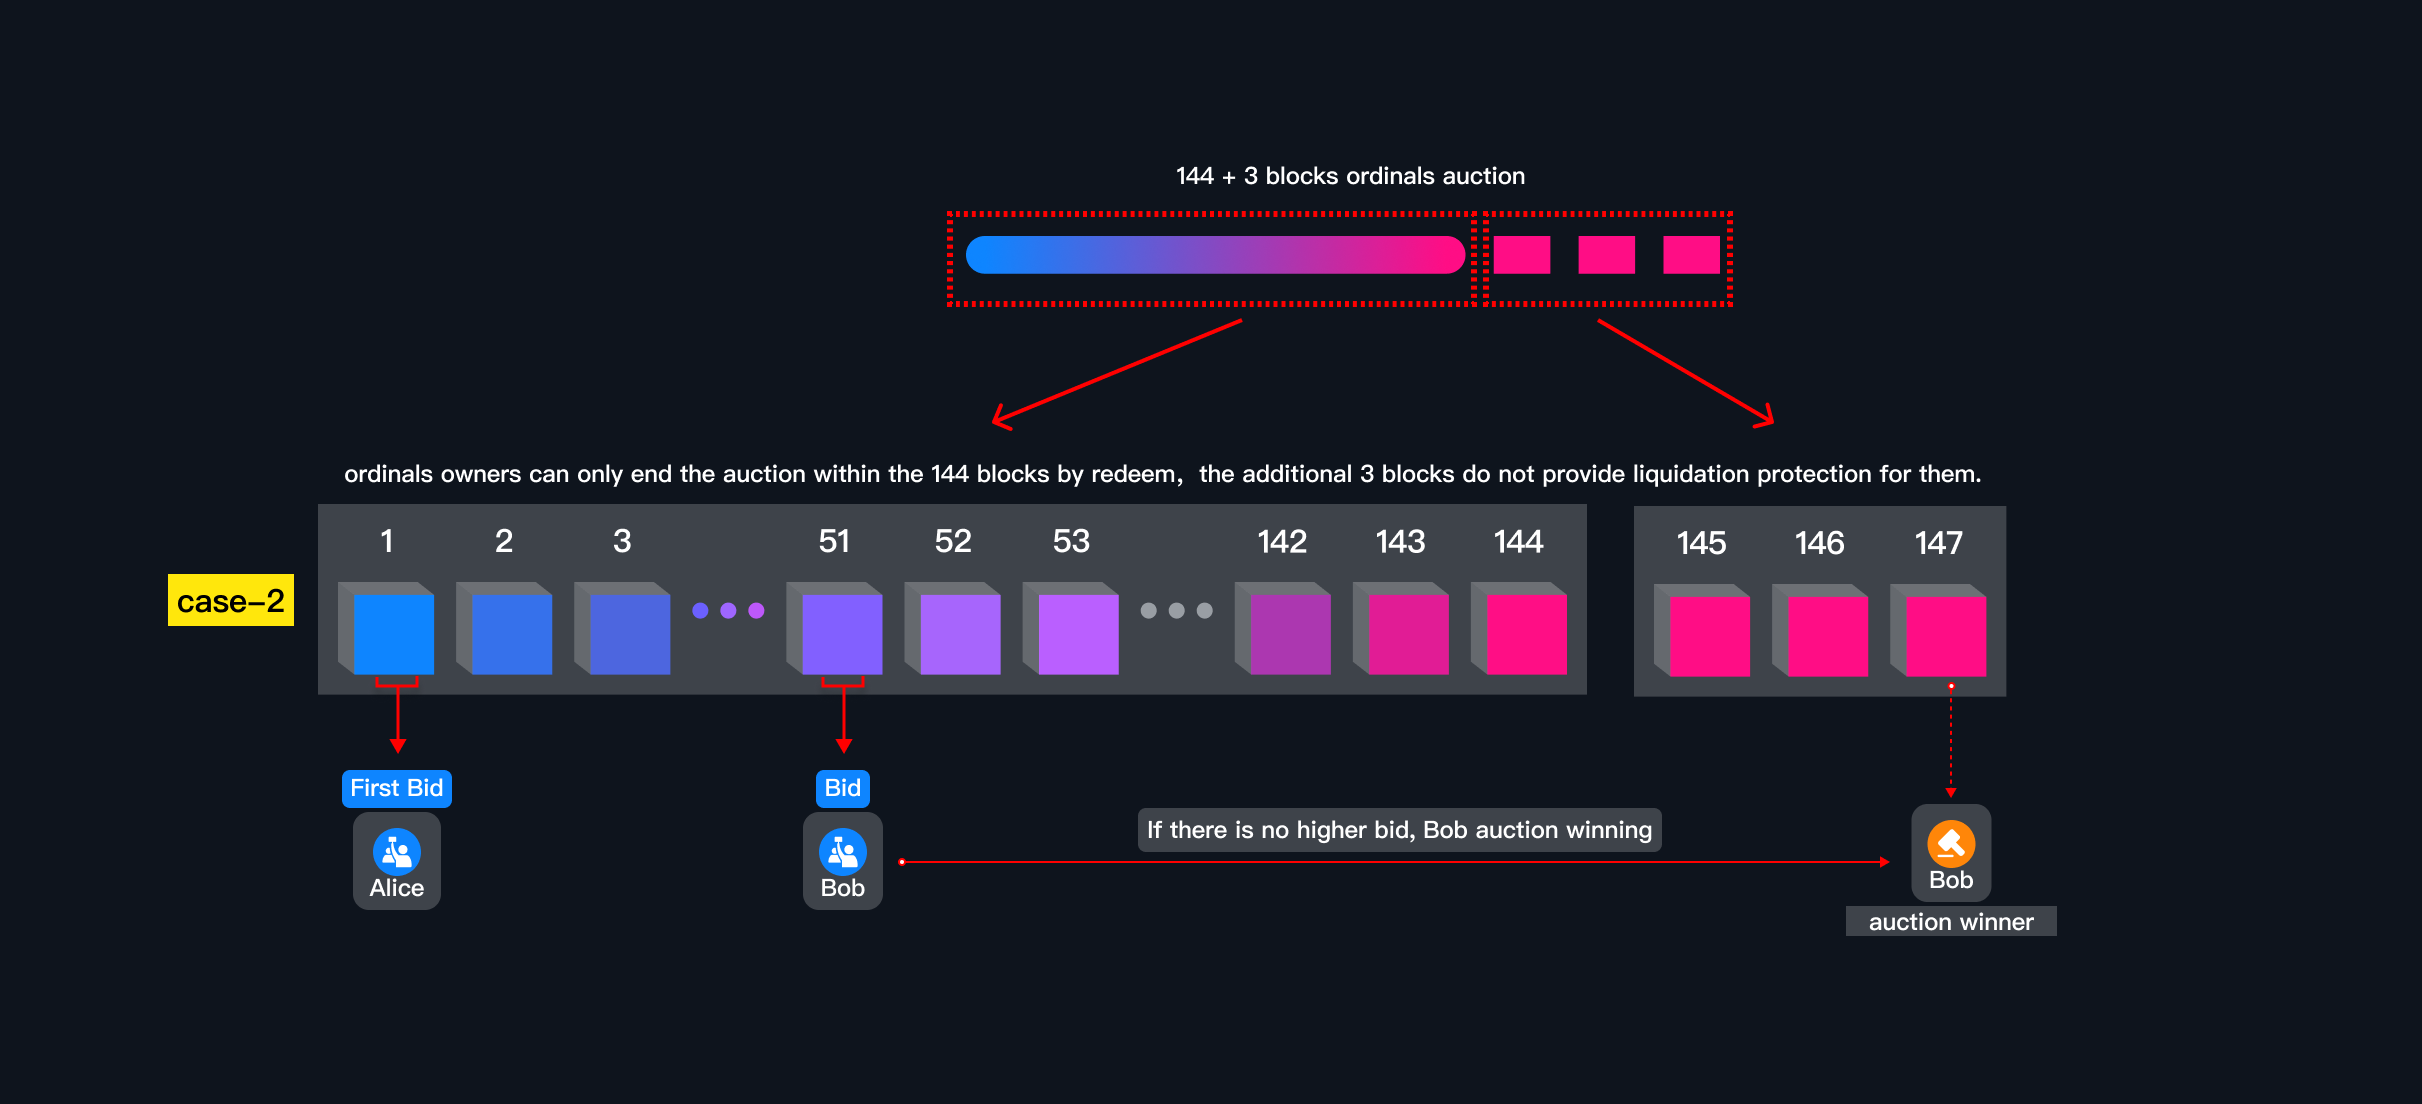 144 + 3 blocks ordinals auction
ordinals owners can only end the auction within the 144 blocks by redeem，the additional 3 blocks do not provide liquidation protection for them.
1 2 3 51 52 53 142 143 144 145 146 147
case-2
First Bid
Bid
If there is no higher bid, Bob auction winning
Alice
Bob
Bob
auction winner